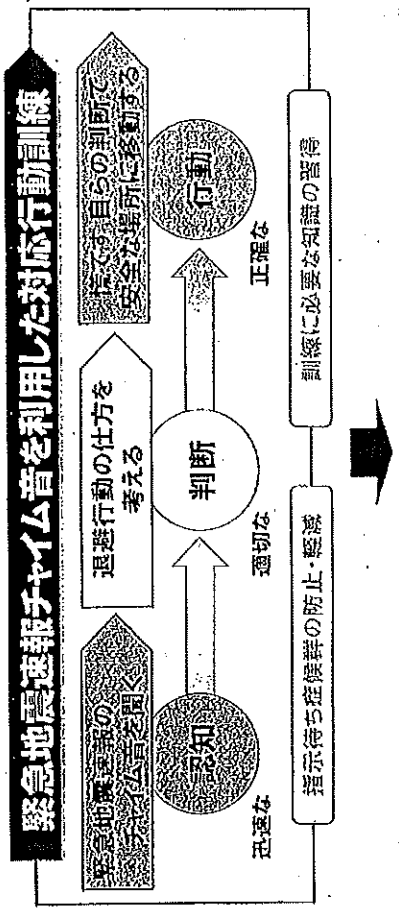 緊急地震速報チャイム音を利用した対応行動訓練
緊急地震速報の
チャイム音を聞く
退避行動の仕方を
考える
慌てず自らの判断で
安全な場所に移動する
認知
判断
行動
迅速な
適切な
正確な
指示待ち症候群の防止・軽減
訓練に必要な知識の習得